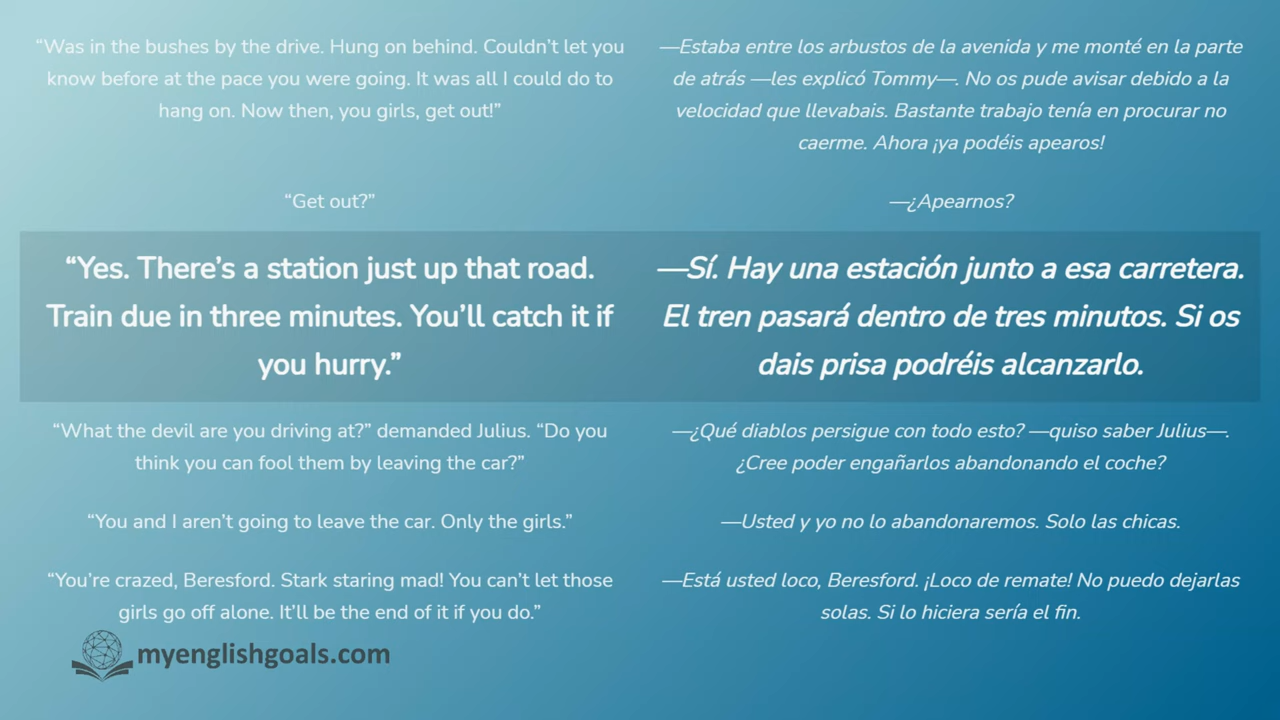 “Was in the bushes by the drive. Hung on behind. Couldn’t let you
know before at the pace you were going. It was all I could do to
hang on. Now then, you girls, get out!”
—Estaba entre los arbustos de la avenida y me monté en la parte
de atrás —les explicó Tommy—. No os pude avisar debido a la
velocidad que llevabais. Bastante trabajo tenía en procurar no
caerme. Ahora ¡ya podéis apearos!
“Get out?”
—¿Apearnos?
“Yes. There’s a station just up that road.
Train due in three minutes. You’ll catch it if
you hurry.”
—Sí. Hay una estación junto a esa carretera.
El tren pasará dentro de tres minutos. Si os
dais prisa podréis alcanzarlo.
“What the devil are you driving at?” demanded Julius. “Do you
think you can fool them by leaving the car?”
—¿Qué diablos persigue con todo esto? —quiso saber Julius—.
¿Cree poder engañarlos abandonando el coche?
“You and I aren’t going to leave the car. Only the girls.”
—Usted y yo no lo abandonaremos. Solo las chicas.
“You’re crazed, Beresford. Stark staring mad! You can’t let those
girls go off alone. It’ll be the end of it if you do.”
—Está usted loco, Beresford. ¡Loco de remate! No puedo dejarlas
solas. Si lo hiciera sería el fin.
myenglishgoals.com